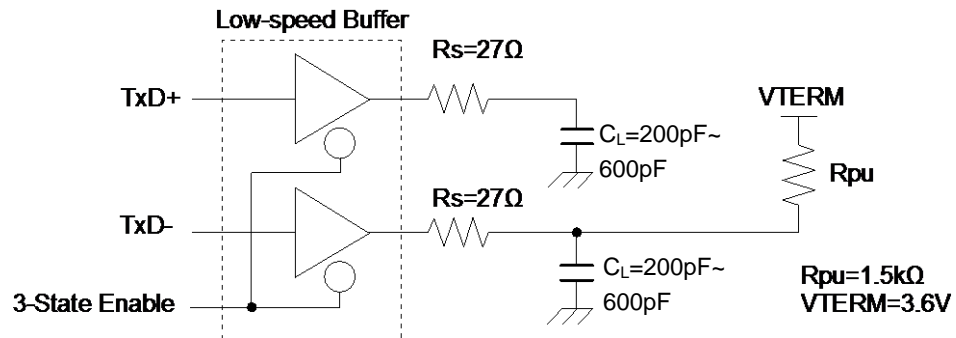 Low-speed Buffer
Rs=27Ω
TxD+
VTERM
CL=200pF~
600pF
Rpu
Rs=27Ω
TxD-
CL=200pF~
600pF
Rpu=1.5kΩ
VTERM=3.6V
3-State Enable